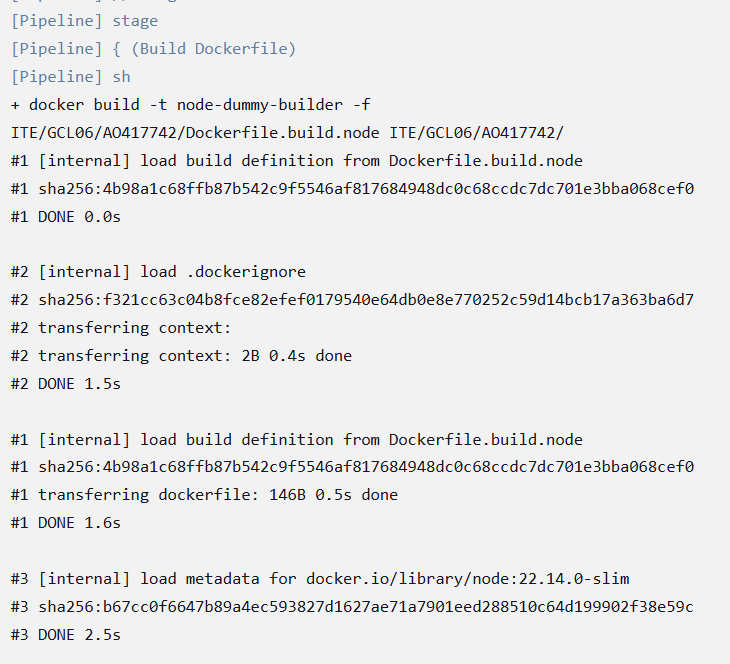 [Pipeline] stage
[Pipeline] { (Build Dockerfile)
[Pipeline] sh
+ docker build -t node-dummy-builder -f
ITE/GCL06/AO417742/Dockerfile.build.node ITE/GCL06/AO417742/
#1 [internal] load build definition from Dockerfile.build.node
#1 sha256:4b98a1c68ffb87b542c9f5546af817684948dc0c68ccdc7dc701e3bba068cef0
#1 DONE 0.0s
#2 [internal] load .dockerignore
#2 sha256:f321cc63c04b8fce82efef0179540e64db0e8e770252c59d14bcb17a363ba6d7
#2 transferring context:
#2 transferring context: 2B 0.4s done
#2 DONE 1.5s
#1 [internal] load build definition from Dockerfile.build.node
#1 sha256:4b98a1c68ffb87b542c9f5546af817684948dc0c68ccdc7dc701e3bba068cef0
#1 transferring dockerfile: 146B 0.5s done
#1 DONE 1.6s
#3 [internal] load metadata for docker.io/library/node:22.14.0-slim
#3 sha256:b67cc0f6647b89a4ec593827d1627ae71a7901eed288510c64d199902f38e59c
#3 DONE 2.5s